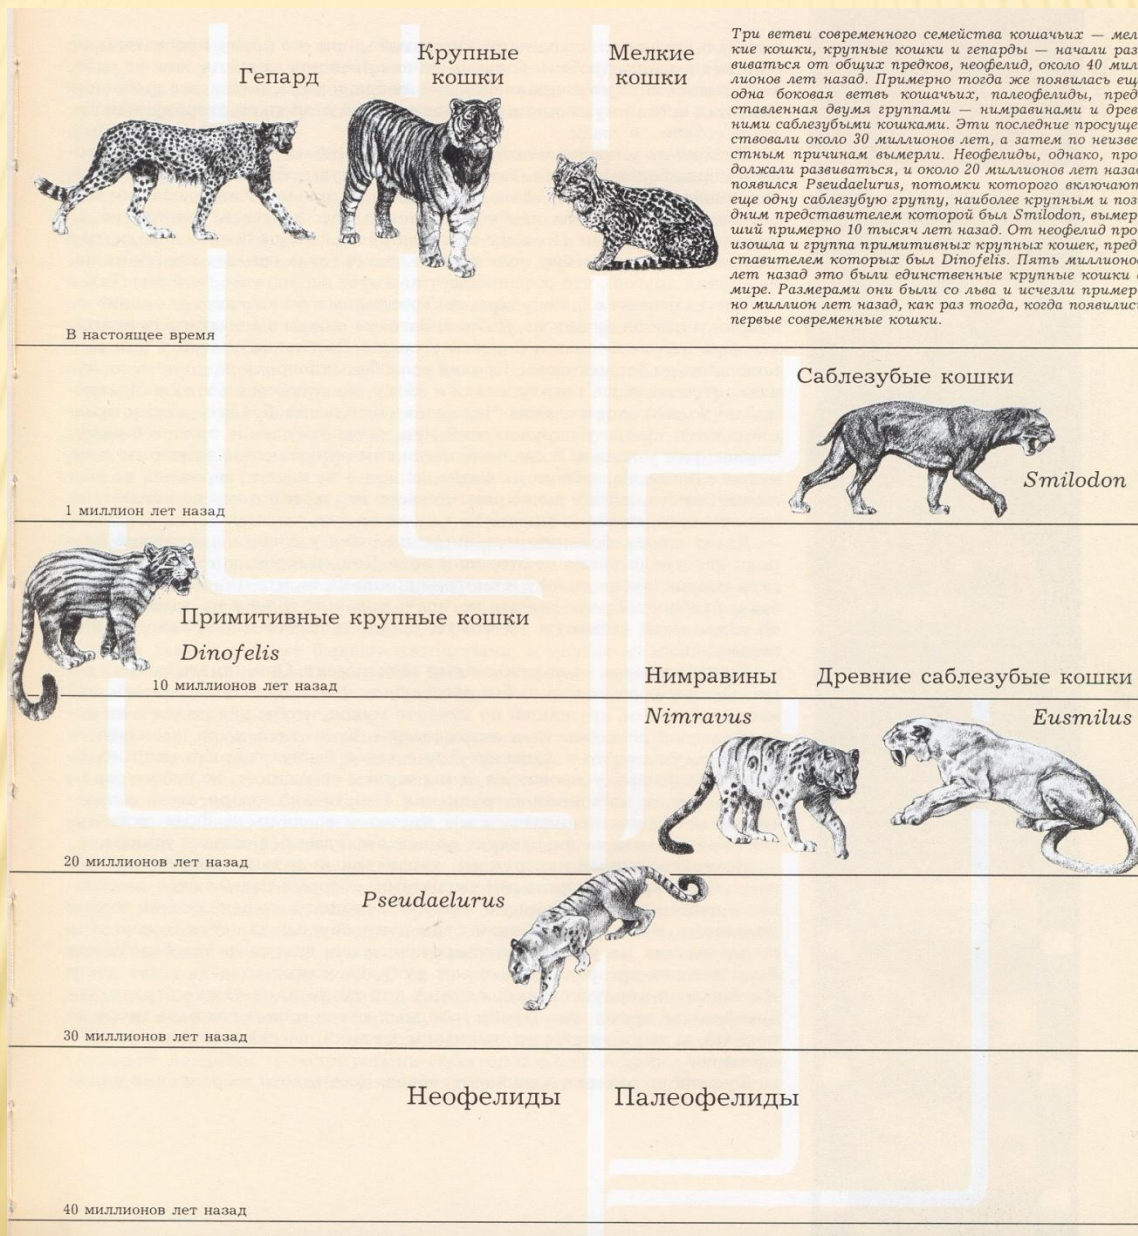 Гепард
Крупные
кошки
Мелкие
кошки
Три ветви современного семейства кошачьих — мел-
кие кошки, крупные кошки и гепарды — начали раз-
виваться от общих предков, неофелид, около 40 мил-
лионов лет назад. Примерно тогда же появилась ещ
одна боковая ветвь кошачьих, палеофелиды, пред-
ставленная двумя группами — нимравинами и древ-
ними саблезубыми кошками. Эти последние просуще-
ствовали около 30 миллионов лет, а затем по неизве-
стным причинам вымерли. Неофелиды, однако, про-
должали развиваться, и около 20 миллионов лет назад
появился Pseudaelurus, потомки которого включают
еще одну саблезубую группу, наиболее крупным и поз-
дним представителем которой был Smilodon, вымер-
ший примерно 10 тысяч лет назад. От неофелид про-
изошла и группа примитивных крупных кошек, пред-
ставителем которых был Dinofelis. Пять миллионов
лет назад это были единственные крупные кошки в
мире. Размерами они были со льва и исчезли пример-
но миллион лет назад, как раз тогда, когда появились
первые современные кошки.
В настоящее время
Саблезубые кошки
Smilodon
1 миллион лет назад
Примитивные крупные кошки
Dinofelis
10 миллионов лет назад
Нимравины
Древние саблезубые кошки
Nimravus
Eusmilus
20 миллионов лет назад
Pseudaelurus
30 миллионов лет назад
Неофелиды
Палеофелиды
40 миллионов лет назад